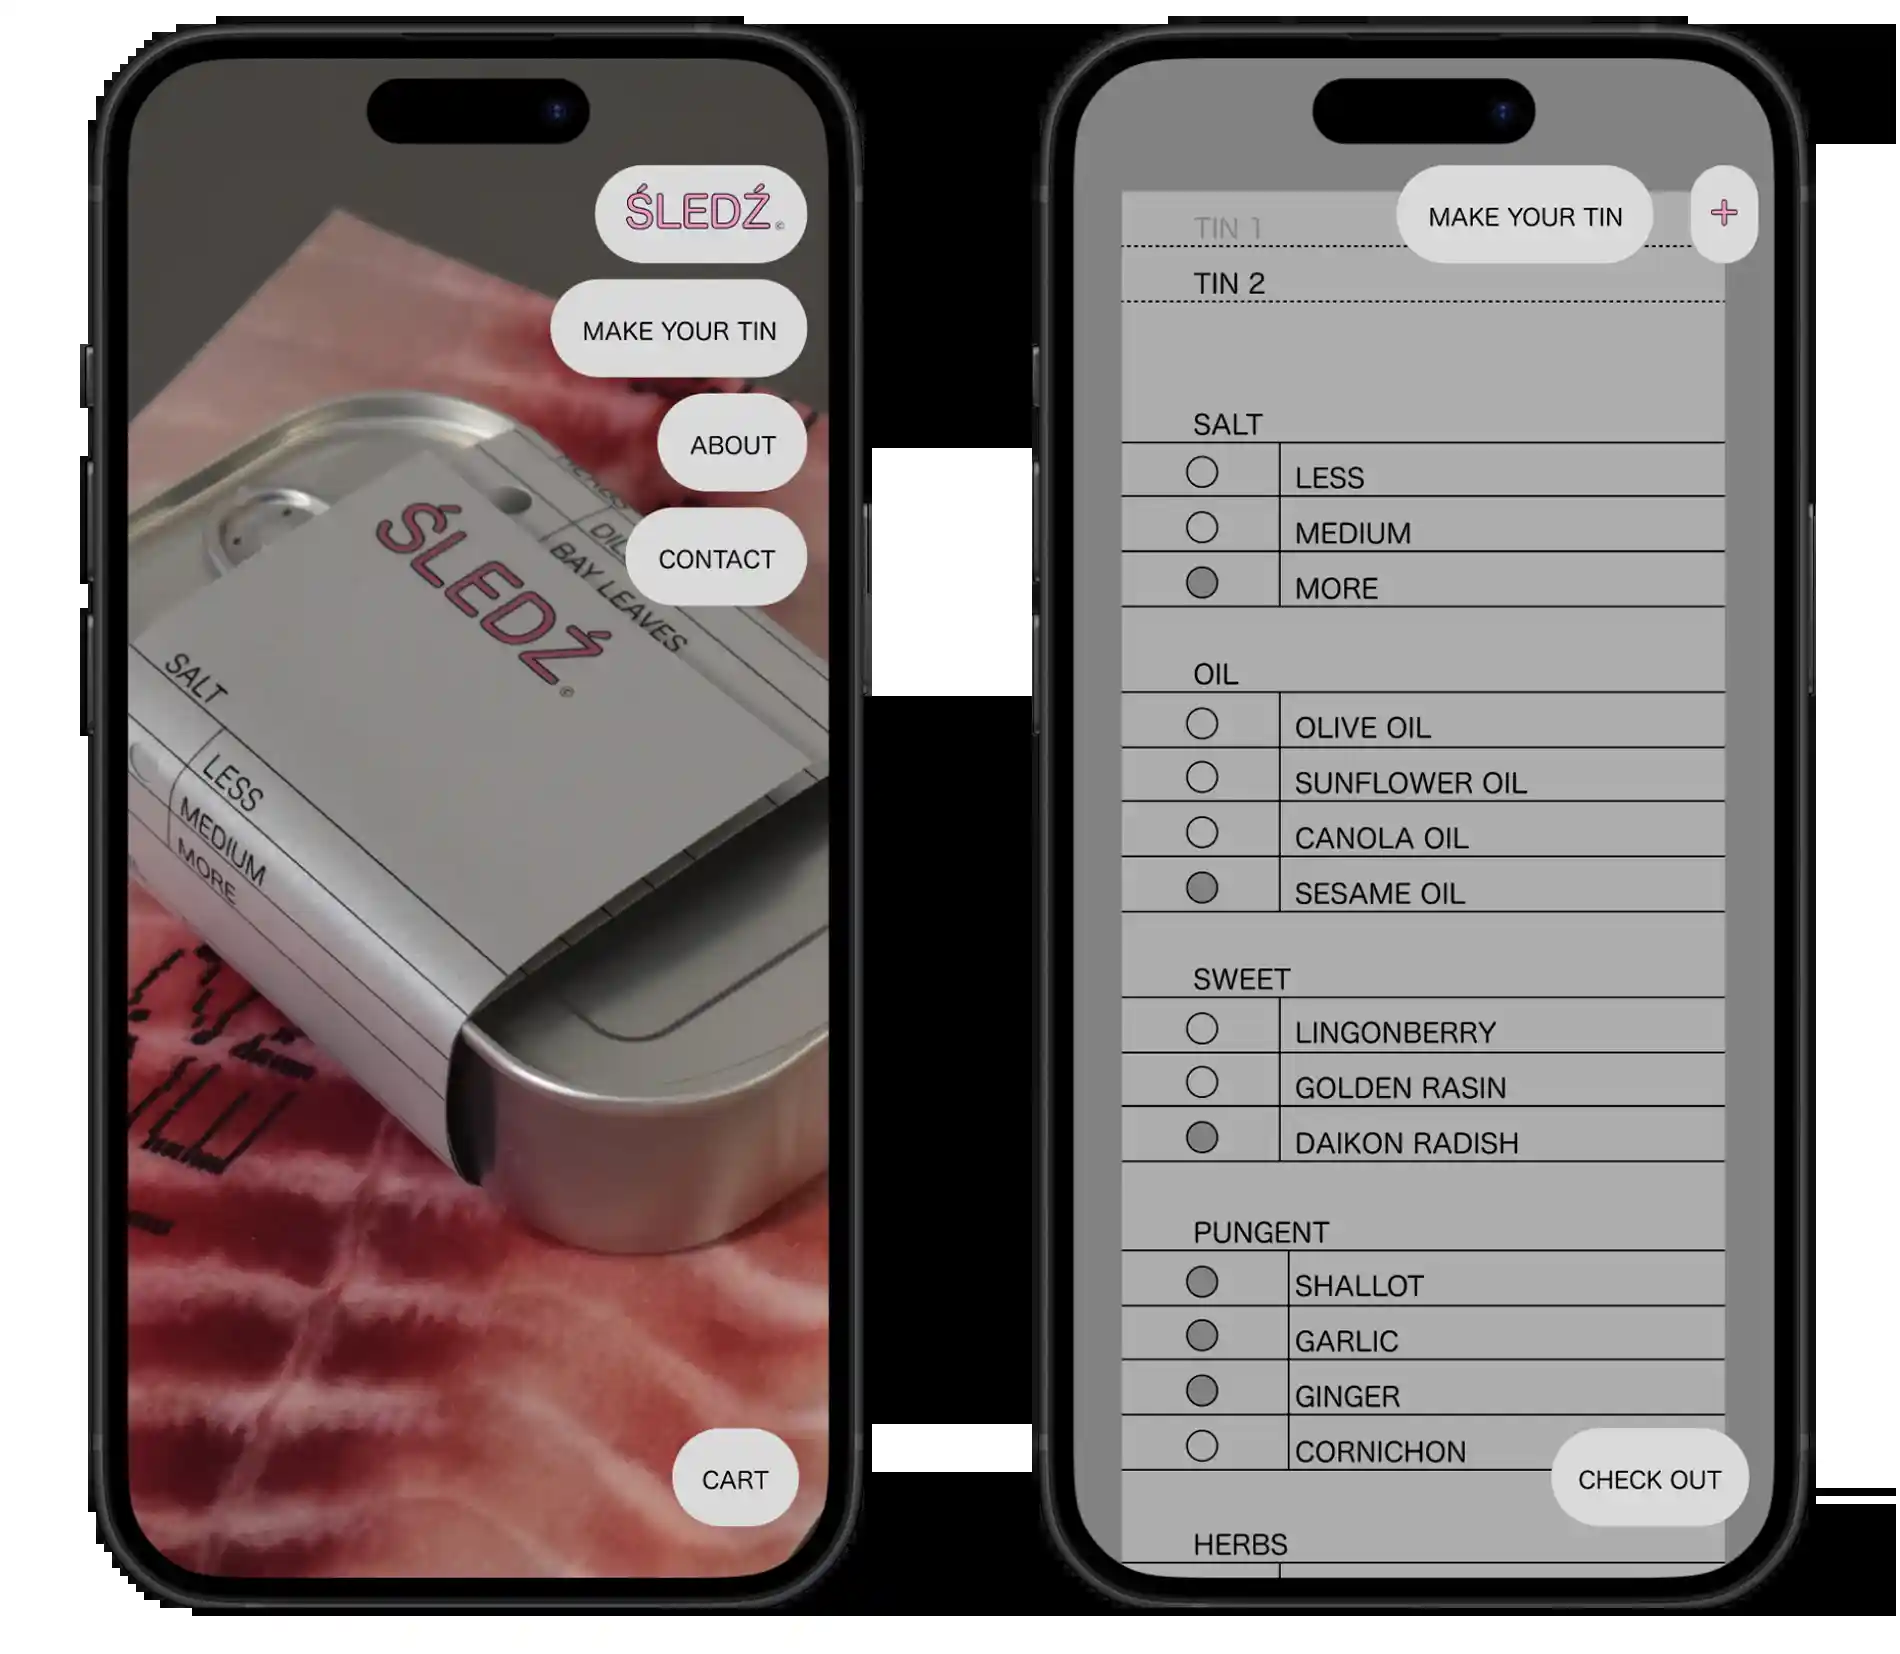 ŚLEDŹ©
MAKE YOUR TIN
ABOUT
CONTACT
BAY LEAVES
ŚLEDŹ©
SALT
LESS
MEDIUM
MORE
CART
MAKE YOUR TIN
+
TIN 1
TIN 2
SALT
LESS
MEDIUM
MORE
OIL
OLIVE OIL
SUNFLOWER OIL
CANOLA OIL
SESAME OIL
SWEET
LINGONBERRY
GOLDEN RASIN
DAIKON RADISH
PUNGENT
SHALLOT
GARLIC
GINGER
CORNICHON
CHECK OUT
HERBS